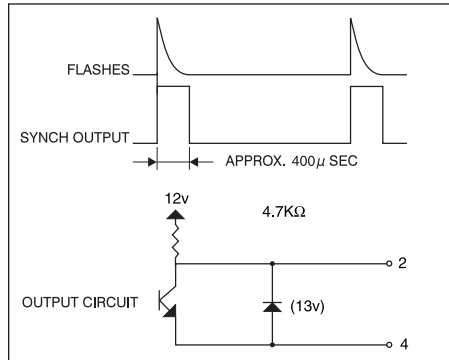 FLASHES
SYNCH OUTPUT
APPROX. 400μ SEC
12v
4.7KΩ
2
OUTPUT CIRCUIT
(13v)
4